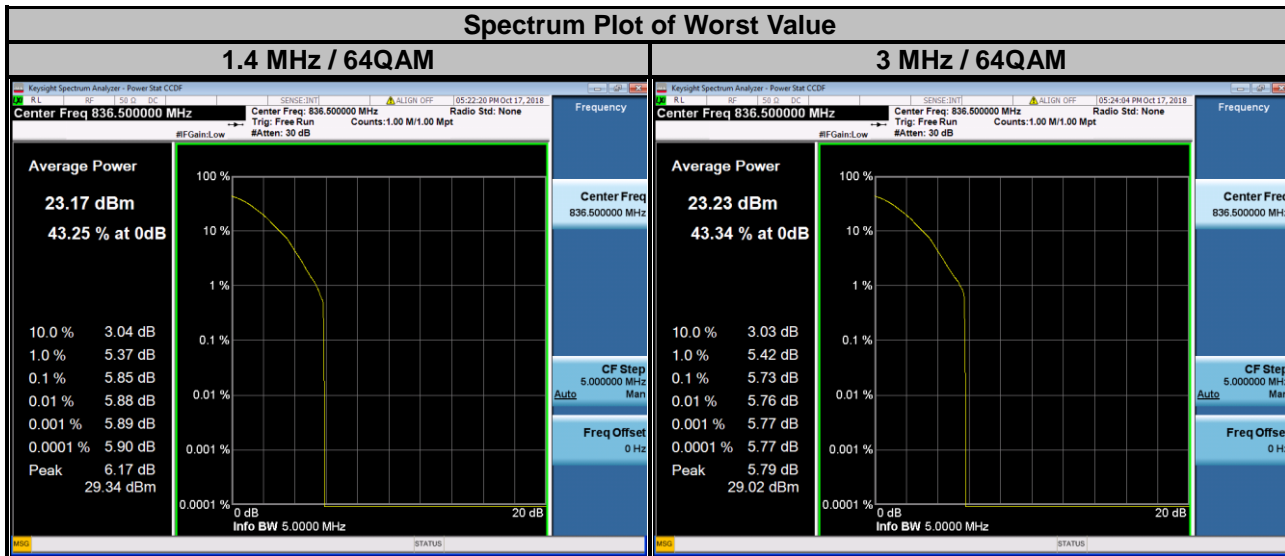 Spectrum Plot of Worst Value
1.4 MHz / 64QAM
3 MHz / 64QAM
Keysight Spectrum Analyzer - Power Stat CCDF
RL RF 50 Ω DC SENSE:INT ALIGN OFF 05:22:20 PM Oct 17, 2018
Center Freq 836.500000 MHz
Center Freq: 836.500000 MHz
Radio Std: None
Trig: Free Run
Counts:1.00 M/1.00 Mpt
#IFGain:Low
#Atten: 30 dB
Frequency
Average Power
23.17 dBm
43.25 % at 0dB
10.0 % 3.04 dB
1.0 % 5.37 dB
0.1 % 5.85 dB
0.01 % 5.88 dB
0.001 % 5.89 dB
0.0001 % 5.90 dB
Peak 6.17 dB
29.34 dBm
100 %
10 %
1 %
0.1 %
0.01 %
0.001 %
0.0001 %
0 dB
20 dB
Info BW 5.0000 MHz
Center Freq
836.500000 MHz
CF Step
5.000000 MHz
Auto Man
Freq Offset
0 Hz
MSG
STATUS
Keysight Spectrum Analyzer - Power Stat CCDF
RL RF 50 Ω DC SENSE:INT ALIGN OFF 05:24:04 PM Oct 17, 2018
Center Freq 836.500000 MHz
Center Freq: 836.500000 MHz
Radio Std: None
Trig: Free Run
Counts:1.00 M/1.00 Mpt
#IFGain:Low
#Atten: 30 dB
Frequency
Average Power
23.23 dBm
43.34 % at 0dB
10.0 % 3.03 dB
1.0 % 5.42 dB
0.1 % 5.73 dB
0.01 % 5.76 dB
0.001 % 5.77 dB
0.0001 % 5.77 dB
Peak 5.79 dB
29.02 dBm
100 %
10 %
1 %
0.1 %
0.01 %
0.001 %
0.0001 %
0 dB
20 dB
Info BW 5.0000 MHz
Center Freq
836.500000 MHz
CF Step
5.000000 MHz
Auto Man
Freq Offset
0 Hz
MSG
STATUS